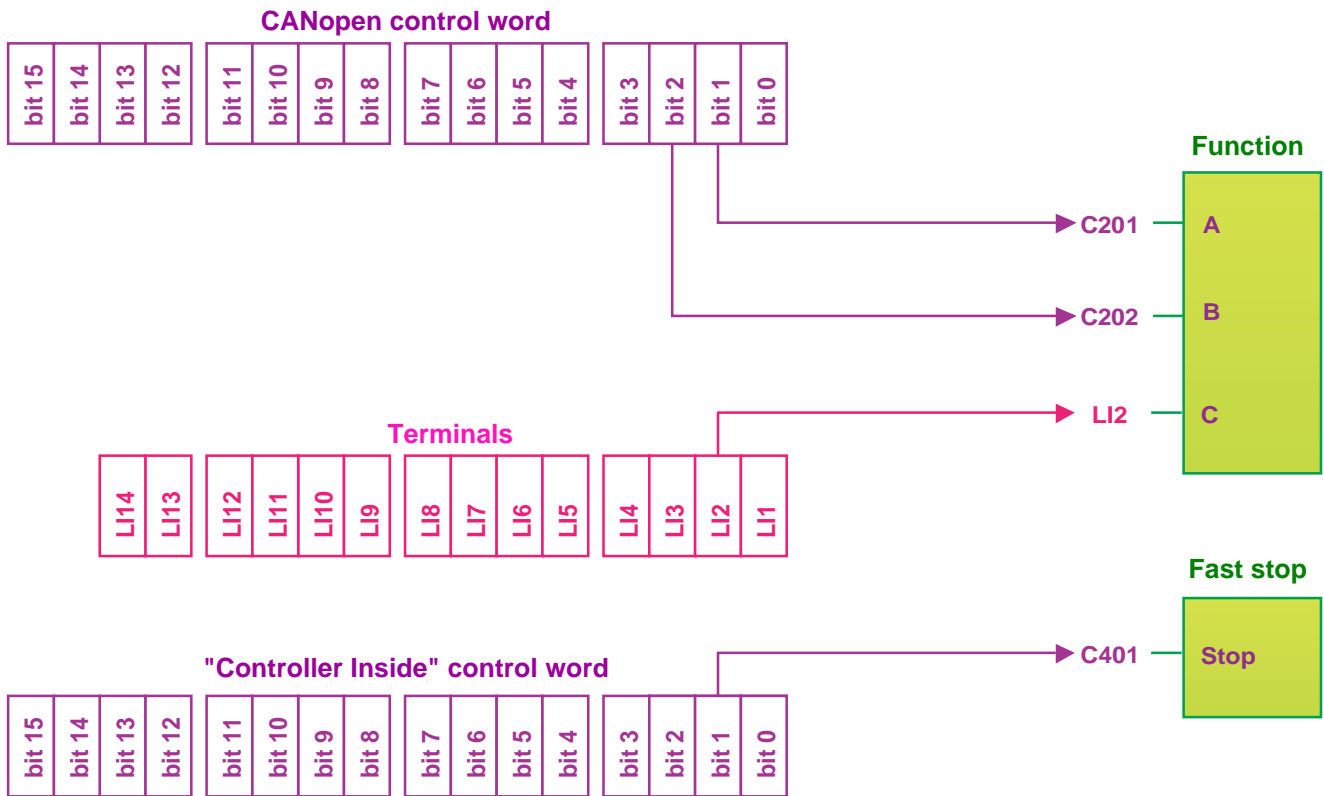 CANopen control word
bit 15 bit 14 bit 13 bit 12 bit 11 bit 10 bit 9 bit 8 bit 7 bit 6 bit 5 bit 4 bit 3 bit 2 bit 1 bit 0
Function
C201 A
C202 B
LI2 C
Terminals
LI14 LI13 LI12 LI11 LI10 LI9 LI8 LI7 LI6 LI5 LI4 LI3 LI2 LI1
Fast stop
C401 Stop
"Controller Inside" control word
bit 15 bit 14 bit 13 bit 12 bit 11 bit 10 bit 9 bit 8 bit 7 bit 6 bit 5 bit 4 bit 3 bit 2 bit 1 bit 0